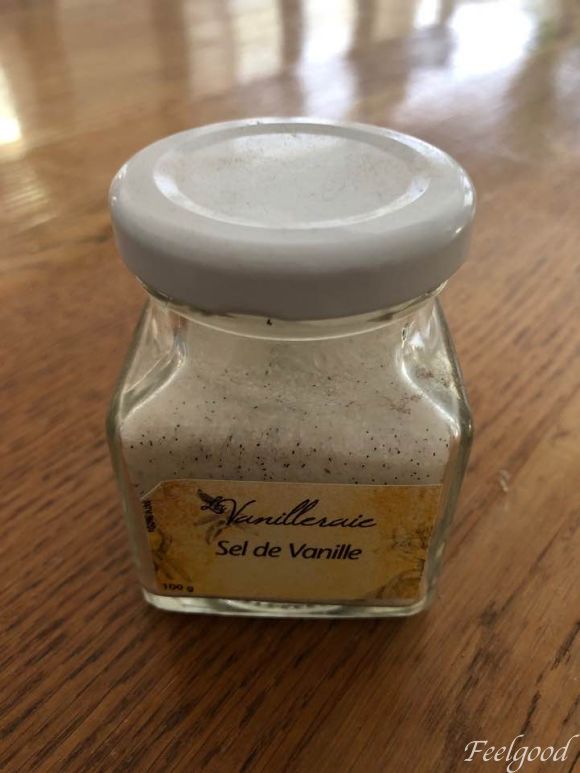 La Vanilleraie
Sel de Vanille
100 g
Feelgood